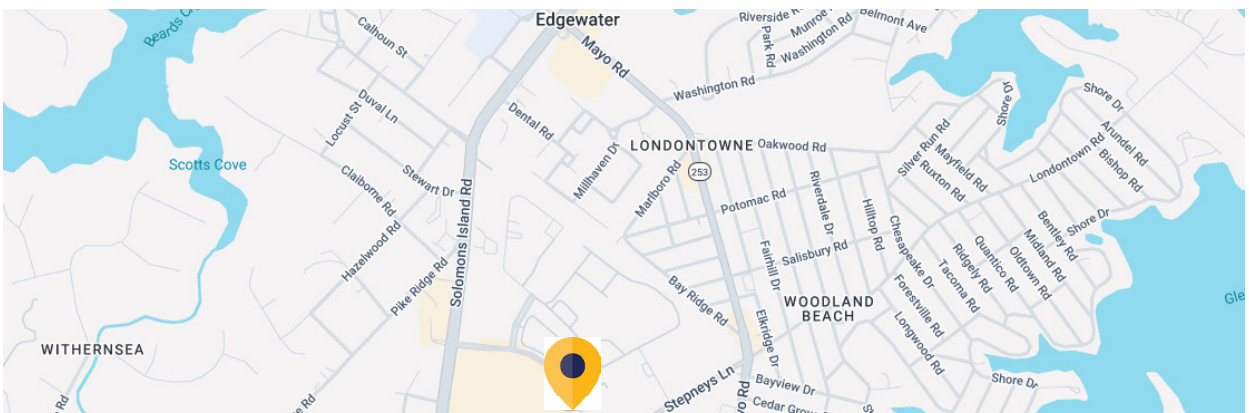 Edgewater
Riverside Rd
Munroe
Belmont Ave
Park Rd
Washington Rd
Beards
Calhoun St
Mayo Rd
Washington Rd
Shore Dr
Shore Dr
Duval Ln
Locust St
Dental Rd
Arundel Rd
LONDONTOWNE
Oakwood Rd
Silver Run Rd
Mayfield Rd
Londontown Rd
Bishop Rd
Scotts Cove
Millhaven Dr
Marlboro Rd
253
Ruxton Rd
Stewart Dr
Claiborne Rd
Potomac Rd
Riverdale Dr
Hilltop Rd
Shore Dr
Bentley Rd
Solomons Island Rd
Hazelwood Rd
Salisbury Rd
Chesapeake Dr
Quantico Rd
Midland Rd
Fairhill Dr
Ridgely Rd
Oldtown Rd
Pike Ridge Rd
Bay Ridge Rd
Tacoma Rd
WOODLAND
BEACH
Forestville Rd
Elkridge Dr
Longwood Rd
WITHERNSEA
Stepneys Ln
Bayview Dr
Shore Dr
Rd